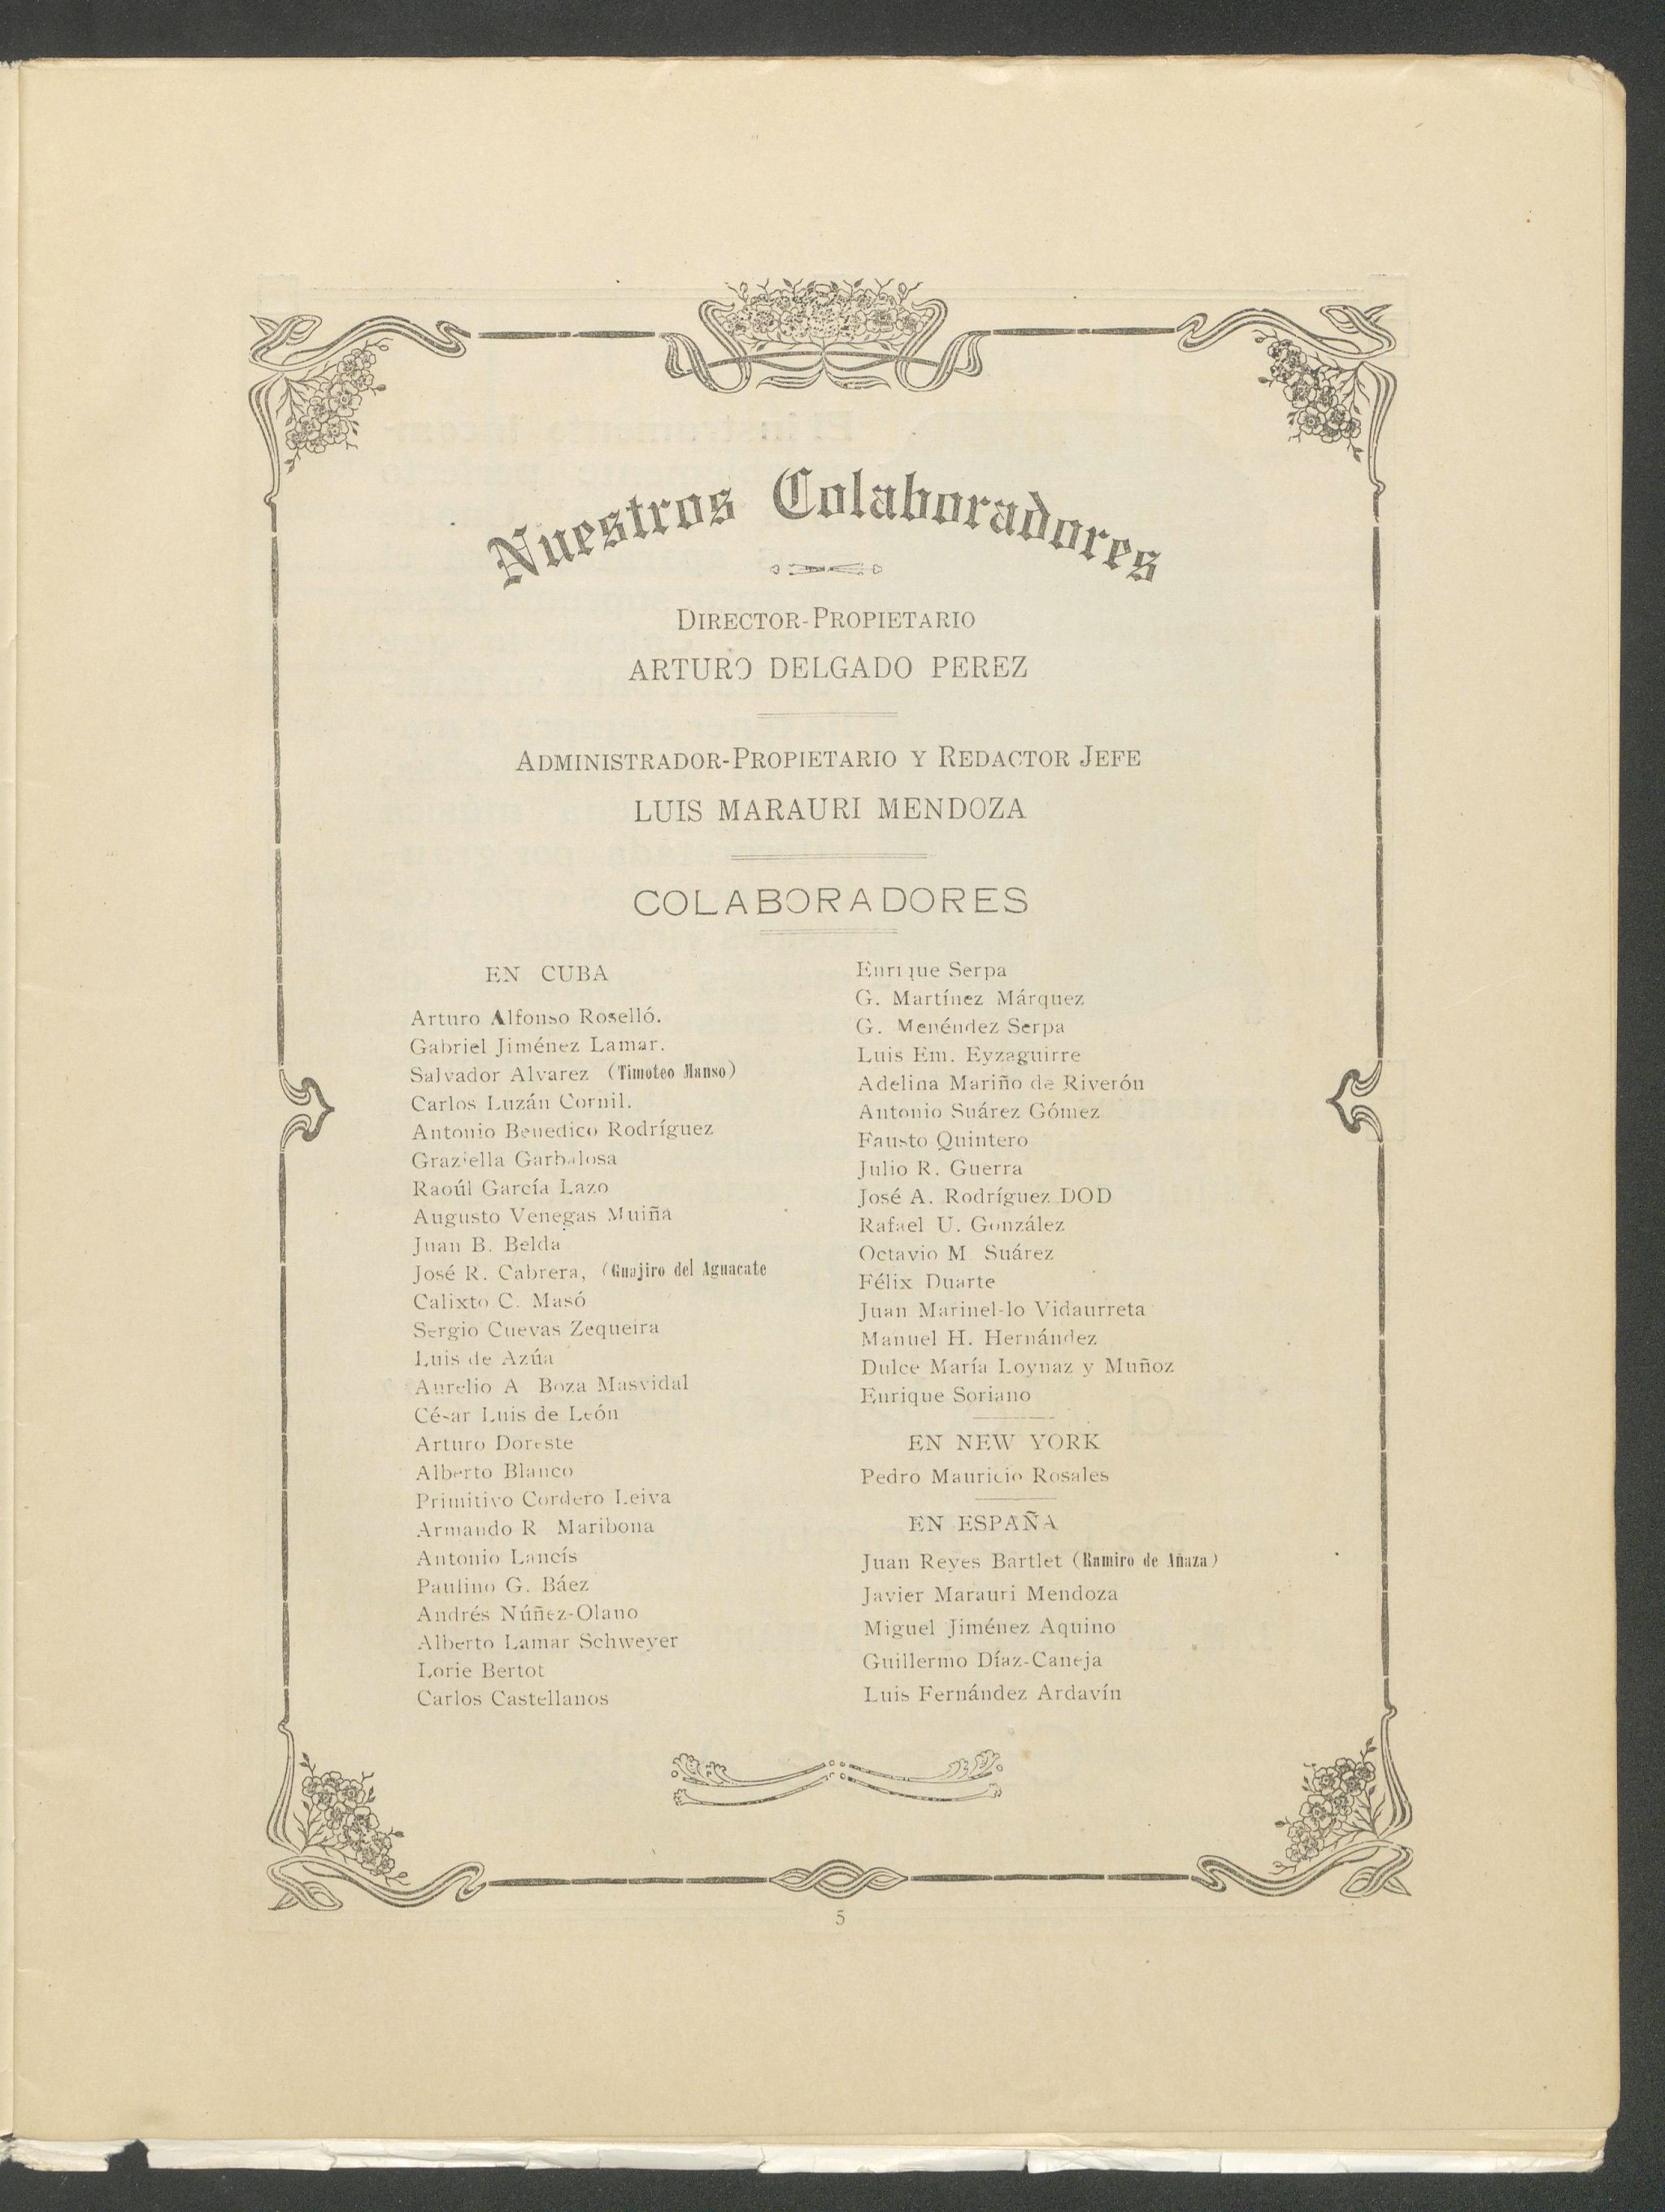 Nuestros Colaboradores
DIRECTOR-PROPIETARIO
ARTURO DELGADO PEREZ
ADMINISTRADOR-PROPIETARIO Y REDACTOR JEFE
LUIS MARAURI MENDOZA
COLABORADORES
EN CUBA
Arturo Alfonso Roselló.
Gabriel Jiménez Lamar.
Salvador Alvarez (Timoteo Manso)
Carlos Luzán Cornil.
Antonio Benedico Rodríguez
Graziella Garbalosa
Raoúl García Lazo
Augusto Venegas Muiña
Juan B. Belda
José R. Cabrera, (Guajiro del Aguacate
Calixto C. Masó
Sergio Cuevas Zequeira
Luis de Azúa
Aurelio A Boza Masvidal
César Luis de León
Arturo Doreste
Alberto Blanco
Primitivo Cordero Leiva
Armando R Maribona
Antonio Lancís
Paulino G. Báez
Andrés Núñez-Olano
Alberto Lamar Schweyer
Lorie Bertot
Carlos Castellanos
Enrique Serpa
G. Martínez Márquez
G. Menéndez Serpa
Luis Em. Eyzaguirre
Adelina Mariño de Riverón
Antonio Suárez Gómez
Fausto Quintero
Julio R. Guerra
José A. Rodríguez DOD
Rafael U. González
Octavio M. Suárez
Félix Duarte
Juan Marinel-lo Vidaurreta
Manuel H. Hernández
Dulce María Loynaz y Muñoz
Enrique Soriano
EN NEW YORK
Pedro Mauricio Rosales
EN ESPAÑA
Juan Reyes Bartlet (Ramiro de Añaza)
Javier Marauri Mendoza
Miguel Jiménez Aquino
Guillermo Díaz-Caneja
Luis Fernández Ardavín
5